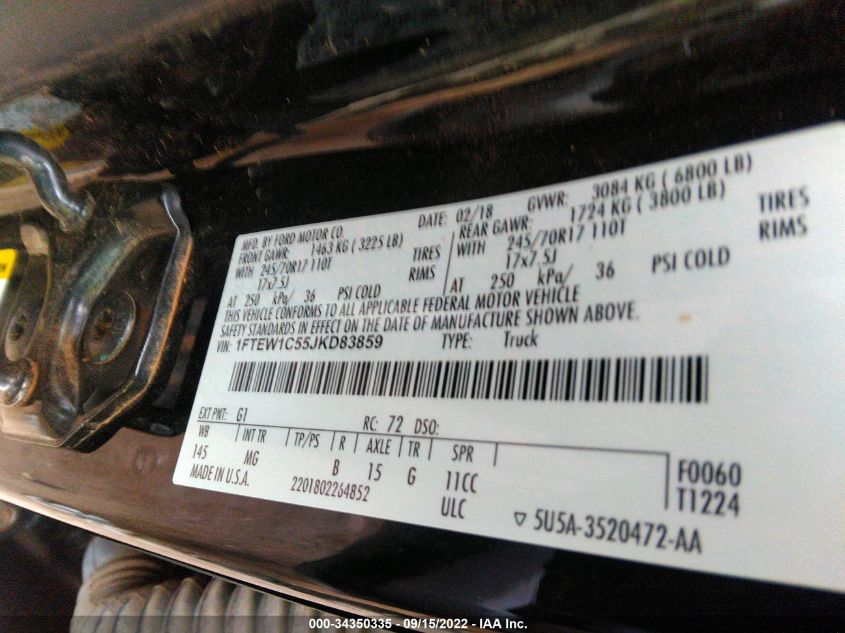 MFD. BY FORD MOTOR CO.
DATE: 02/18 GVWR: 3084 KG ( 6800 LB)
FRONT GAWR: 1463 KG ( 3225 LB)
REAR GAWR: 1724 KG ( 3800 LB)
WITH 245/70R17 110T TIRES
WITH 245/70R17 110T TIRES
17x7.5J RIMS
17x7.5J RIMS
AT 250 kPa/ 36 PSI COLD
AT 250 kPa/ 36 PSI COLD
THIS VEHICLE CONFORMS TO ALL APPLICABLE FEDERAL MOTOR VEHICLE
SAFETY STANDARDS IN EFFECT ON THE DATE OF MANUFACTURE SHOWN ABOVE.
VIN: 1FTEW1C55JKD83859 TYPE: Truck
EXT PNT: G1 RC: 72 DSO:
WB INT TR TP/PS R AXLE TR SPR
145 MG B 15 G 11CC F0060
MADE IN U.S.A. 2201802264852 ULC T1224
5U5A-3520472-AA
000-34350335 - 09/15/2022 - IAA Inc.